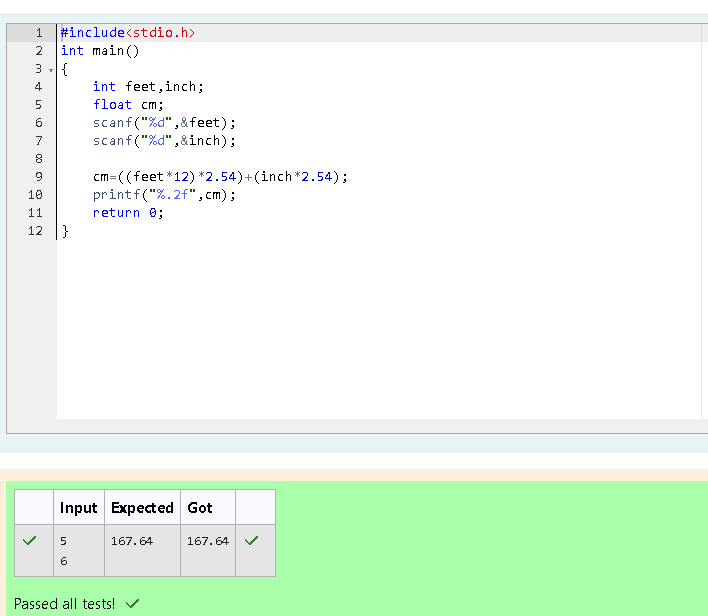 1 #include<stdio.h>
2 int main()
3 {
4     int feet,inch;
5     float cm;
6     scanf("%d",&feet);
7     scanf("%d",&inch);
8
9     cm=((feet*12)*2.54)+(inch*2.54);
10     printf("%.2f",cm);
11     return 0;
12 }
Input Expected Got
5 167.64 167.64
6
Passed all tests!